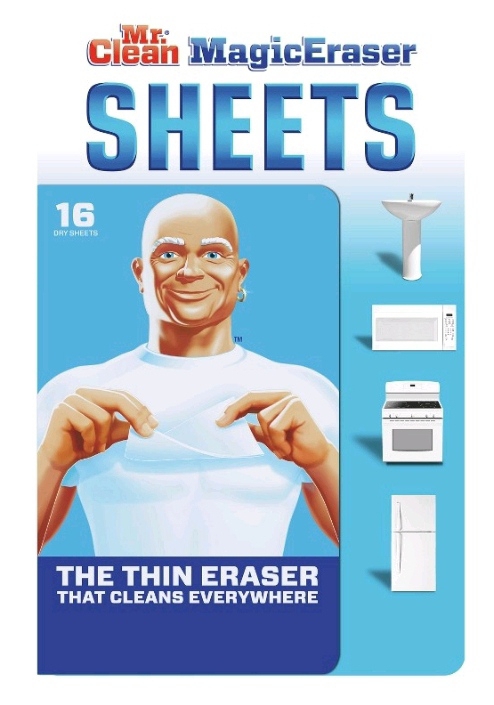 Mr. Clean MagicEraser
SHEETS
16
DRY SHEETS
TM
THE THIN ERASER
THAT CLEANS EVERYWHERE